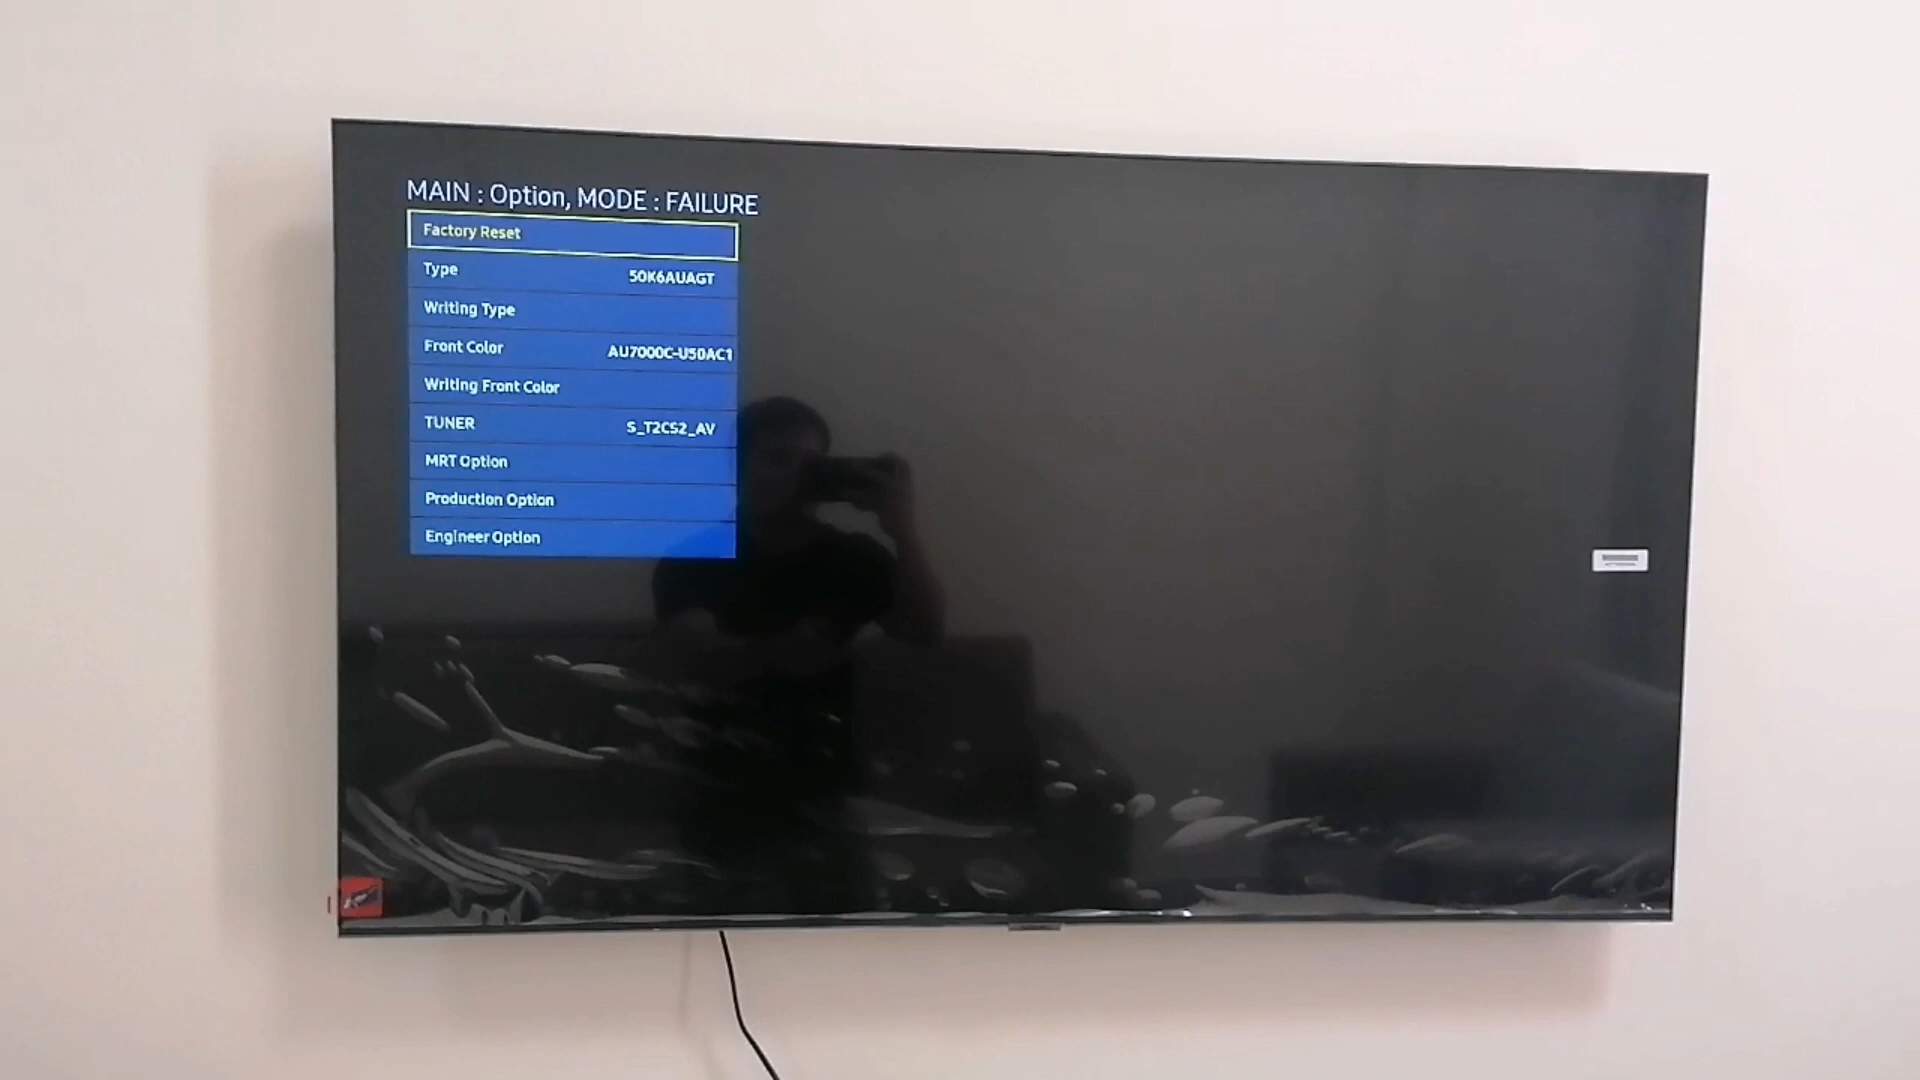 MAIN : Option, MODE : FAILURE
Factory Reset
Type 50K6AUAGT
Writing Type
Front Color AU7000C-U50AC1
Writing Front Color
TUNER S_T2CS2_AV
MRT Option
Production Option
Engineer Option